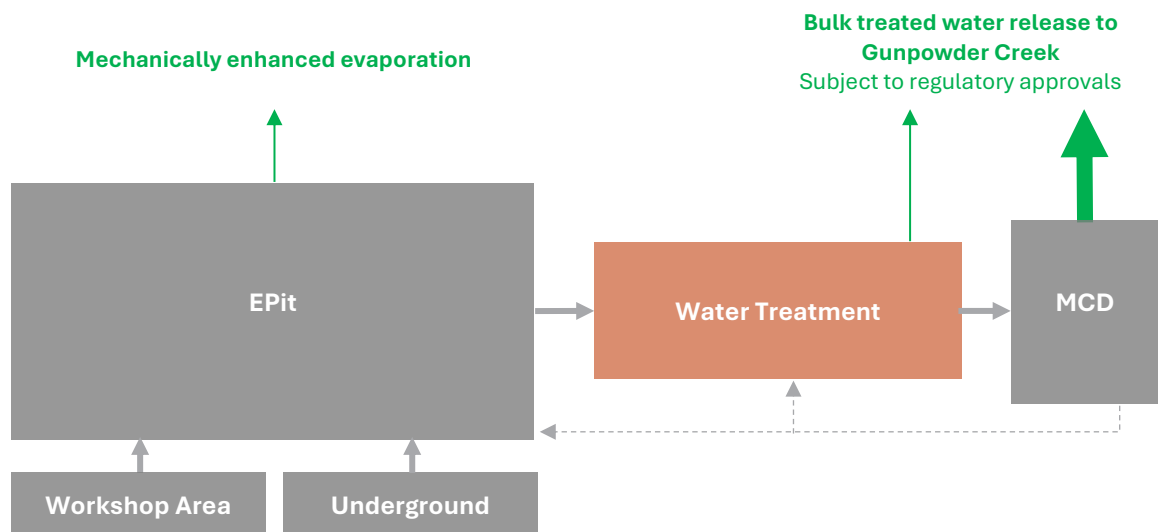 Mechanically enhanced evaporation
Bulk treated water release to
Gunpowder Creek
Subject to regulatory approvals
EPit
Water Treatment
MCD
Workshop Area
Underground